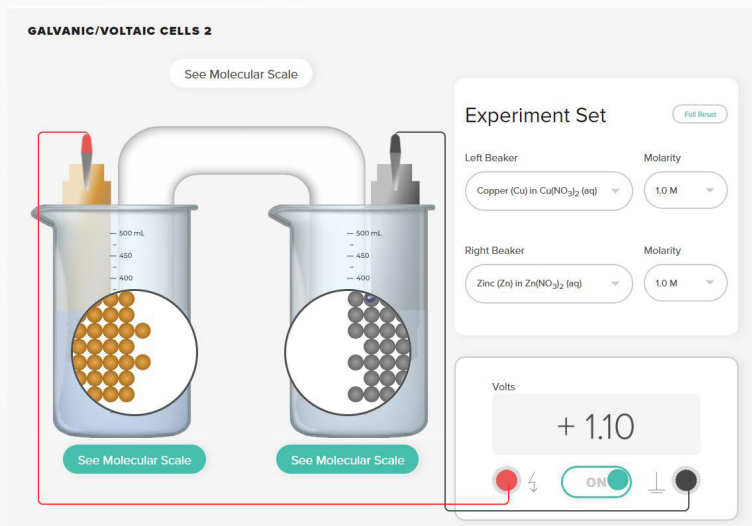 GALVANIC/VOLTAIC CELLS 2
See Molecular Scale
500 mL
450
400
500 mL
450
400
See Molecular Scale
See Molecular Scale
Experiment Set
Full Reset
Left Beaker Molarity
Copper (Cu) in Cu(NO₃)₂ (aq) 1.0 M
Right Beaker Molarity
Zinc (Zn) in Zn(NO₃)₂ (aq) 1.0 M
Volts
+ 1.10
ON